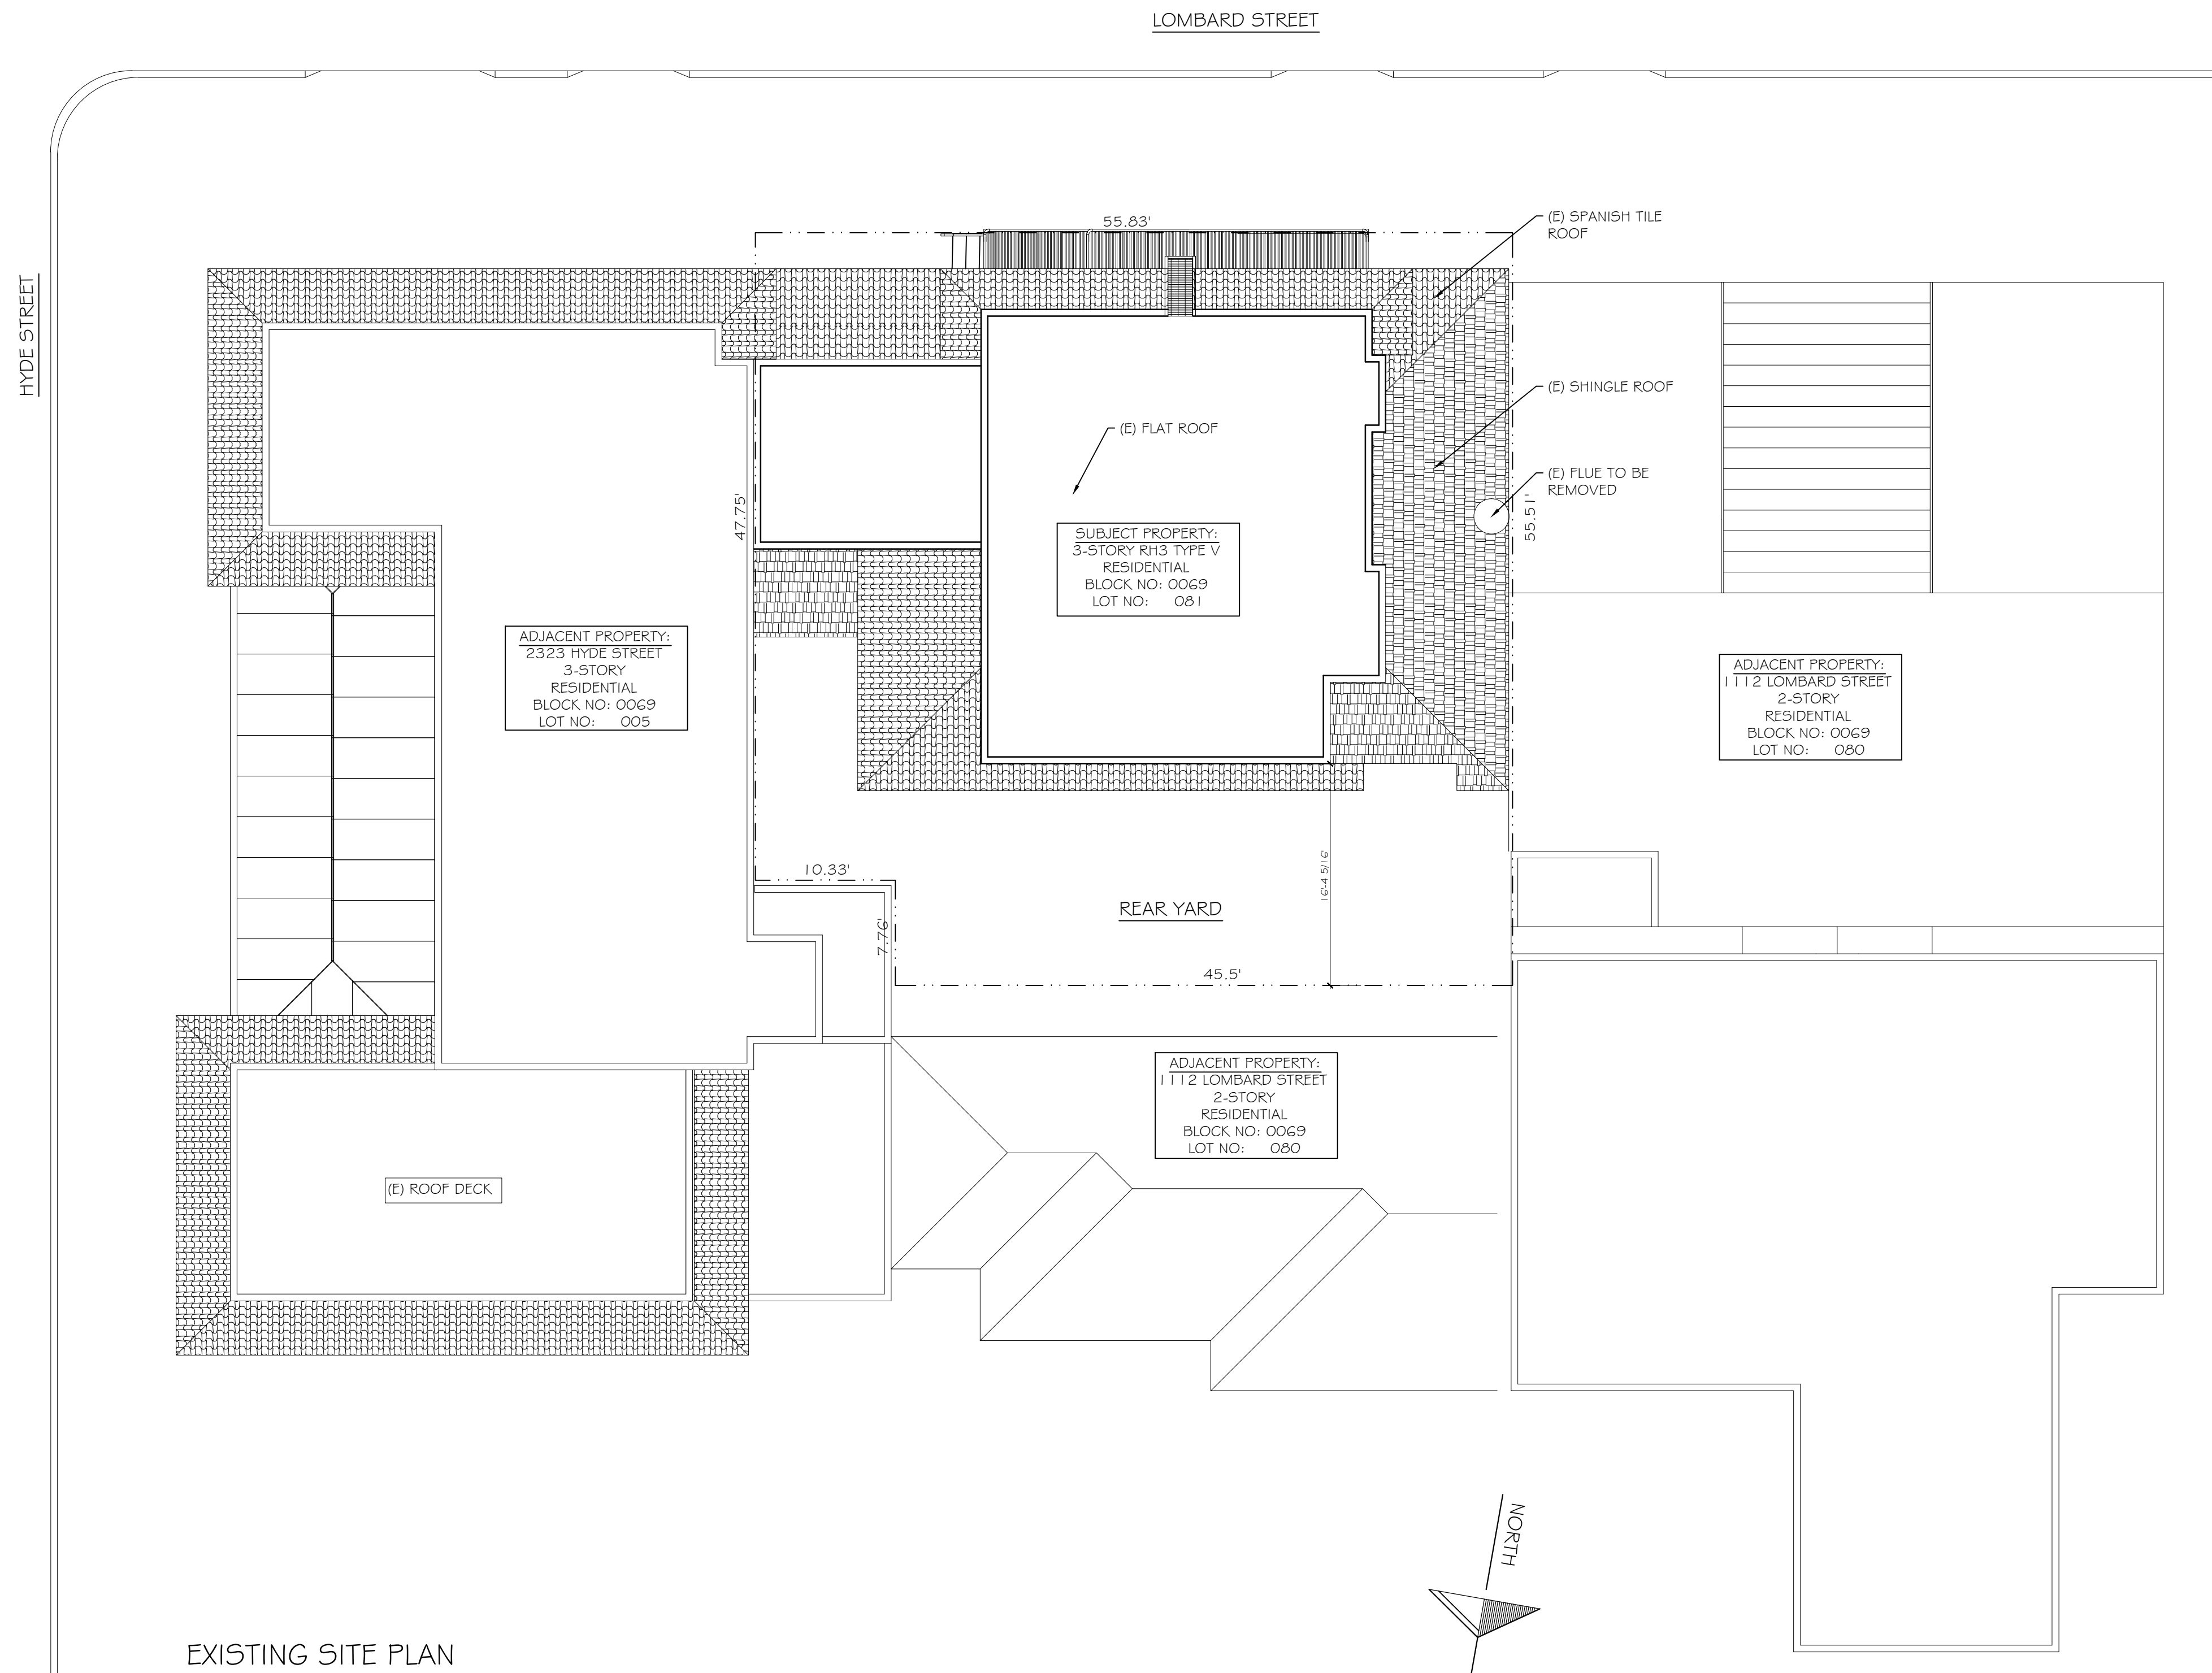 LOMBARD STREET
HYDE STREET
55.83'
(E) SPANISH TILE
ROOF
(E) SHINGLE ROOF
(E) FLAT ROOF
(E) FLUE TO BE
REMOVED
47.75'
55.51'
SUBJECT PROPERTY:
3-STORY RH3 TYPE V
RESIDENTIAL
BLOCK NO: 0069
LOT NO: 081
ADJACENT PROPERTY:
2323 HYDE STREET
3-STORY
RESIDENTIAL
BLOCK NO: 0069
LOT NO: 005
ADJACENT PROPERTY:
1112 LOMBARD STREET
2-STORY
RESIDENTIAL
BLOCK NO: 0069
LOT NO: 080
10.33'
16'-4 5/16"
REAR YARD
7.76'
45.5'
ADJACENT PROPERTY:
1112 LOMBARD STREET
2-STORY
RESIDENTIAL
BLOCK NO: 0069
LOT NO: 080
(E) ROOF DECK
NORTH
EXISTING SITE PLAN